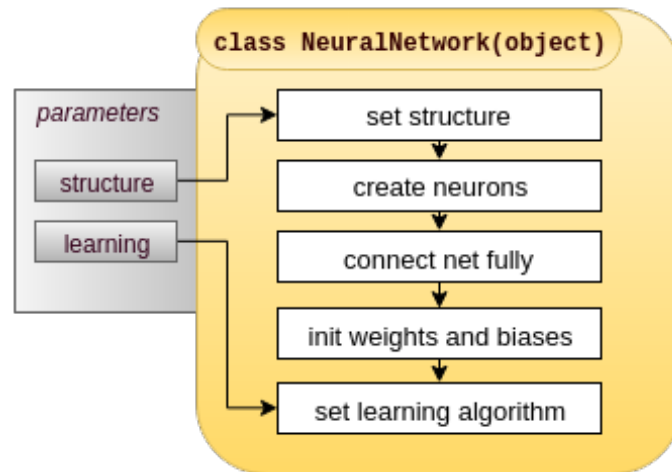 class NeuralNetwork(object)
parameters
structure
learning
set structure
create neurons
connect net fully
init weights and biases
set learning algorithm